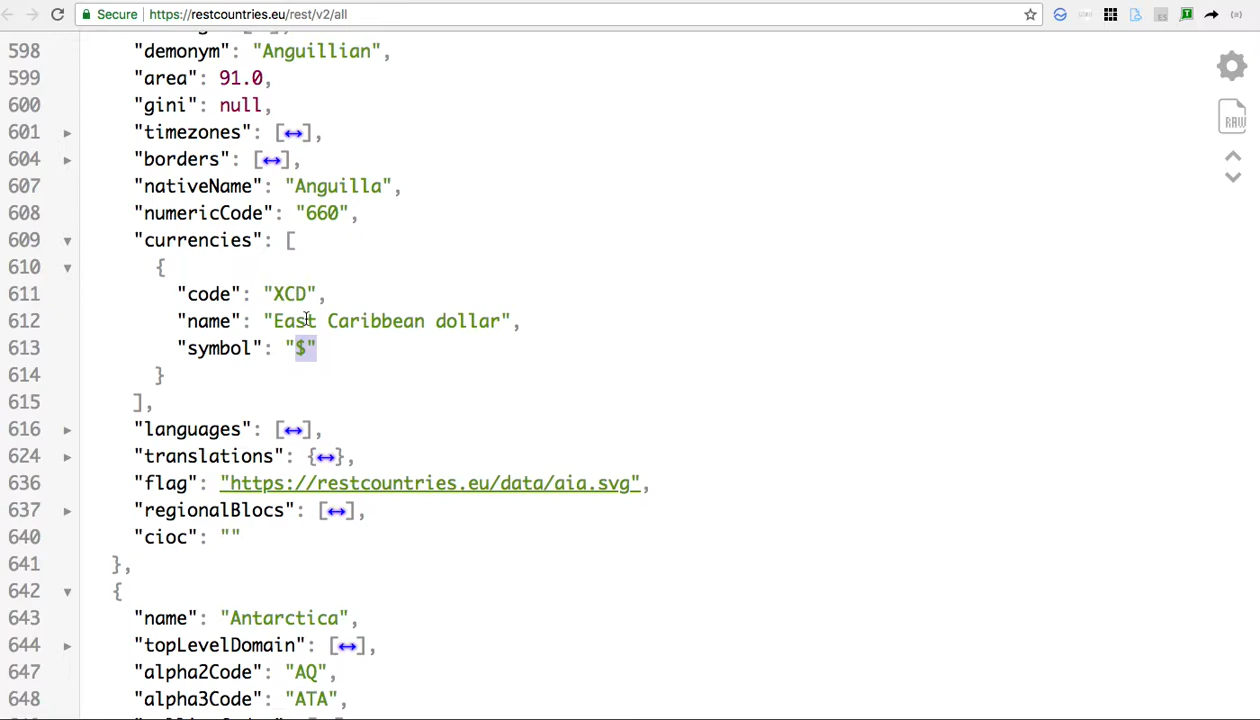 Secure https://restcountries.eu/rest/v2/all
598 "demonym": "Anguillian",
599 "area": 91.0,
600 "gini": null,
601 "timezones": [↔],
604 "borders": [↔],
607 "nativeName": "Anguilla",
608 "numericCode": "660",
609 "currencies": [
610 {
611 "code": "XCD",
612 "name": "East Caribbean dollar",
613 "symbol": "$"
614 }
615 ],
616 "languages": [↔],
624 "translations": {↔},
636 "flag": "https://restcountries.eu/data/aia.svg",
637 "regionalBlocs": [↔],
640 "cioc": ""
641 },
642 {
643 "name": "Antarctica",
644 "topLevelDomain": [↔],
647 "alpha2Code": "AQ",
648 "alpha3Code": "ATA",
RAW